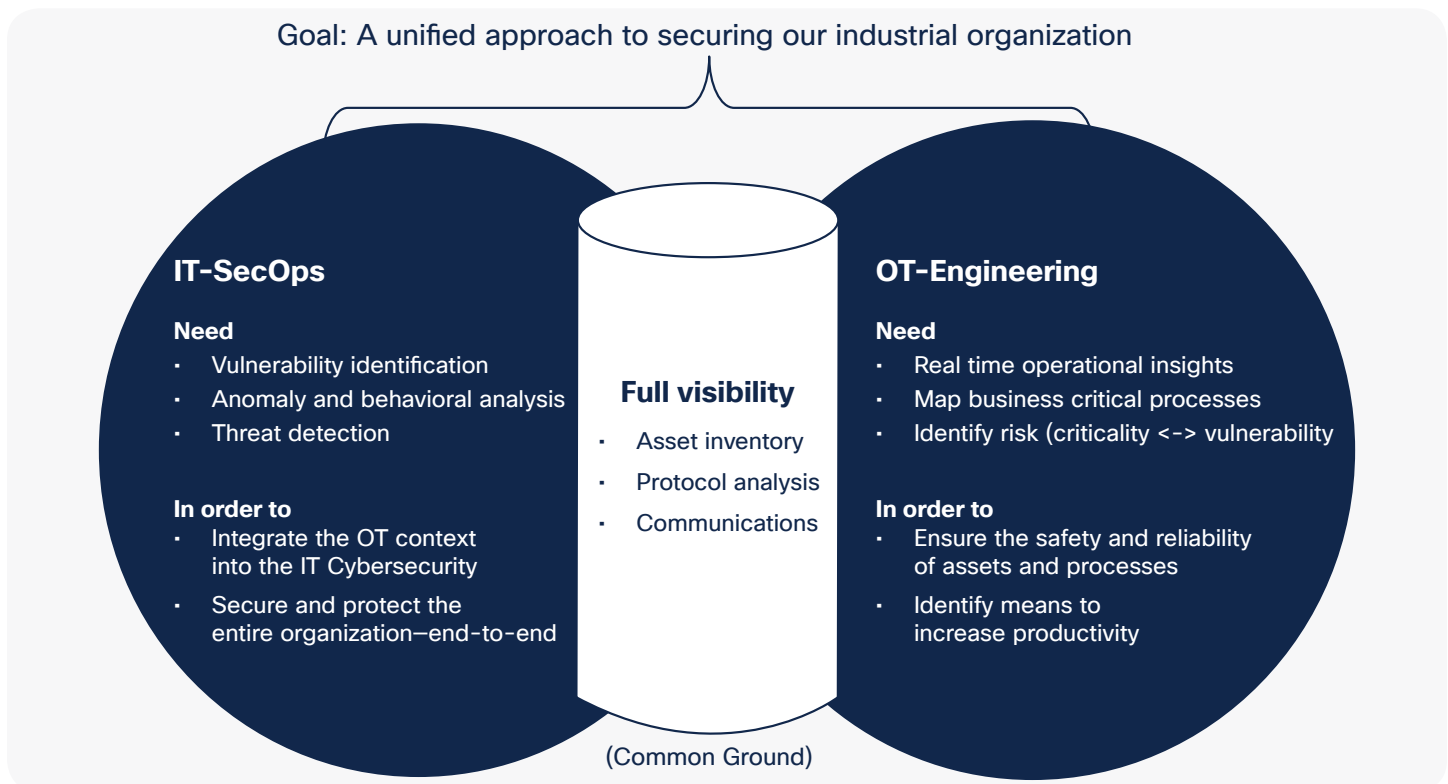 Goal: A unified approach to securing our industrial organization
IT-SecOps
Need
· Vulnerability identification
· Anomaly and behavioral analysis
· Threat detection
In order to
· Integrate the OT context
into the IT Cybersecurity
· Secure and protect the
entire organization—end-to-end
Full visibility
· Asset inventory
· Protocol analysis
· Communications
(Common Ground)
OT-Engineering
Need
· Real time operational insights
· Map business critical processes
· Identify risk (criticality <-> vulnerability
In order to
· Ensure the safety and reliability
of assets and processes
· Identify means to
increase productivity